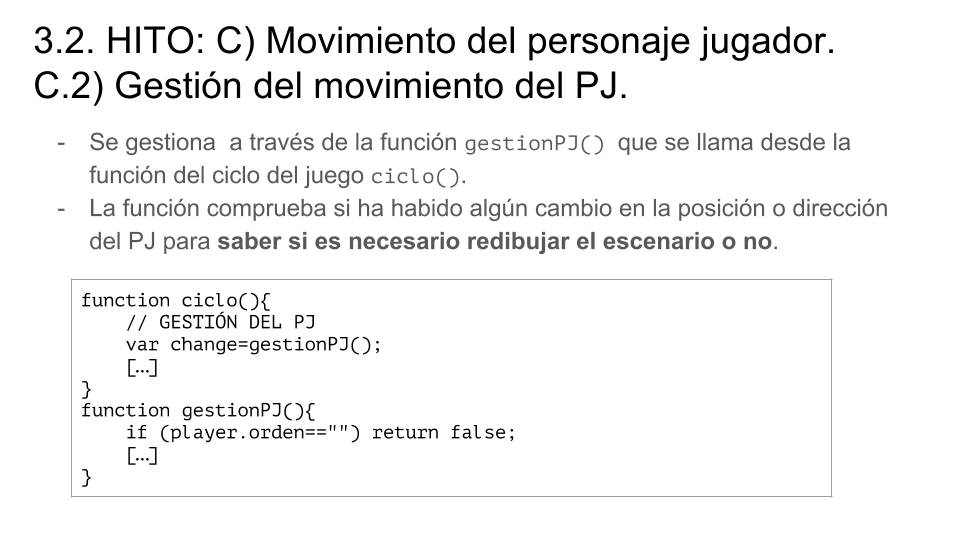 3.2. HITO: C) Movimiento del personaje jugador.
C.2) Gestión del movimiento del PJ.
- Se gestiona  a través de la función gestionPJ()  que se llama desde la
función del ciclo del juego ciclo().
- La función comprueba si ha habido algún cambio en la posición o dirección
del PJ para saber si es necesario redibujar el escenario o no.
function ciclo(){
    // GESTIÓN DEL PJ
    var change=gestionPJ();
    […]
}
function gestionPJ(){
    if (player.orden=="") return false;
    […]
}